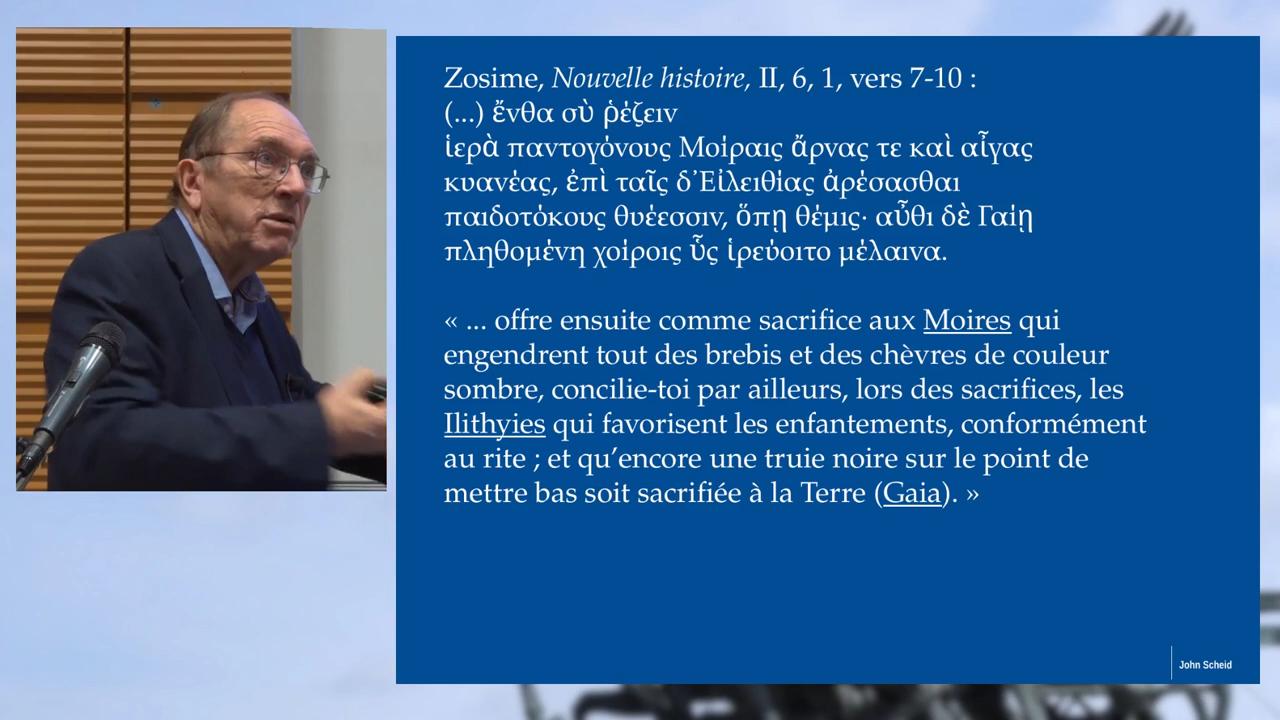 Zosime, Nouvelle histoire, II, 6, 1, vers 7-10 :
(...) ἔνθα σὺ ῥέζειν
ἱερὰ παντογόνους Μοίραις ἄρνας τε καὶ αἶγας
κυανέας, ἐπὶ ταῖς δ᾽Εἰλειθίας ἀρέσασθαι
παιδοτόκους θυέεσσιν, ὅπῃ θέμις· αὖθι δὲ Γαίῃ
πληθομένη χοίροις ὗς ἱρεύοιτο μέλαινα.
« ... offre ensuite comme sacrifice aux Moires qui
engendrent tout des brebis et des chèvres de couleur
sombre, concilie-toi par ailleurs, lors des sacrifices, les
Ilithyies qui favorisent les enfantements, conformément
au rite ; et qu’encore une truie noire sur le point de
mettre bas soit sacrifiée à la Terre (Gaia). »
John Scheid